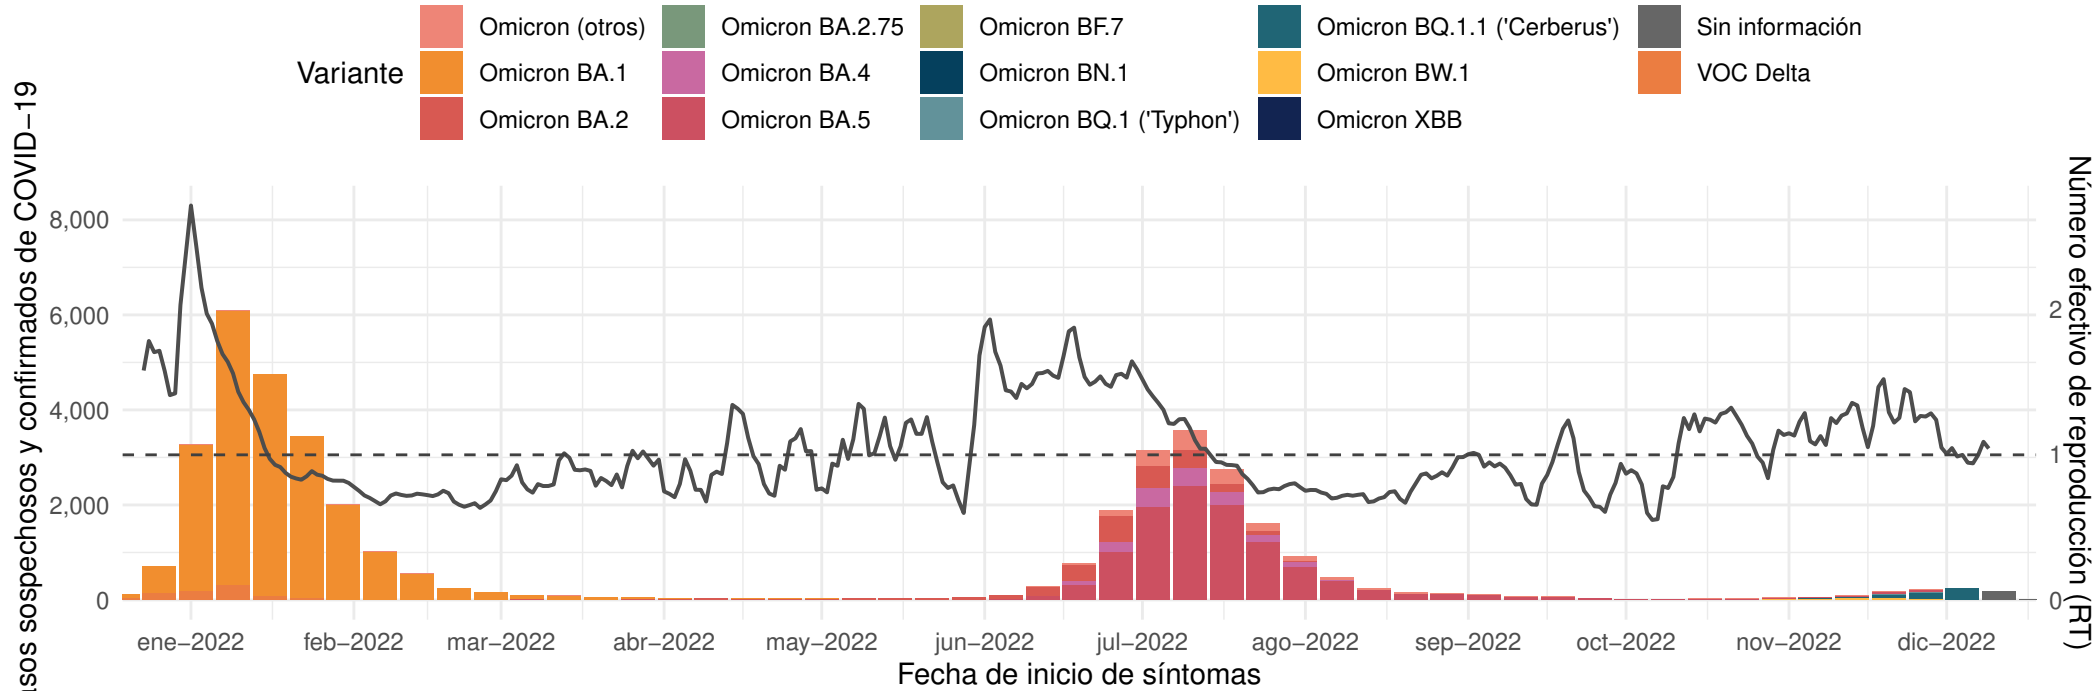 Variante
Omicron (otros)
Omicron BA.1
Omicron BA.2
Omicron BA.2.75
Omicron BA.4
Omicron BA.5
Omicron BF.7
Omicron BN.1
Omicron BQ.1 ('Typhon')
Omicron BQ.1.1 ('Cerberus')
Omicron BW.1
Omicron XBB
Sin información
VOC Delta
sospechosos y confirmados de COVID−19
8,000
6,000
4,000
2,000
0
2
1
0
Número efectivo de reproducción (RT)
ene−2022 feb−2022 mar−2022 abr−2022 may−2022 jun−2022 jul−2022 ago−2022 sep−2022 oct−2022 nov−2022 dic−2022
Fecha de inicio de síntomas